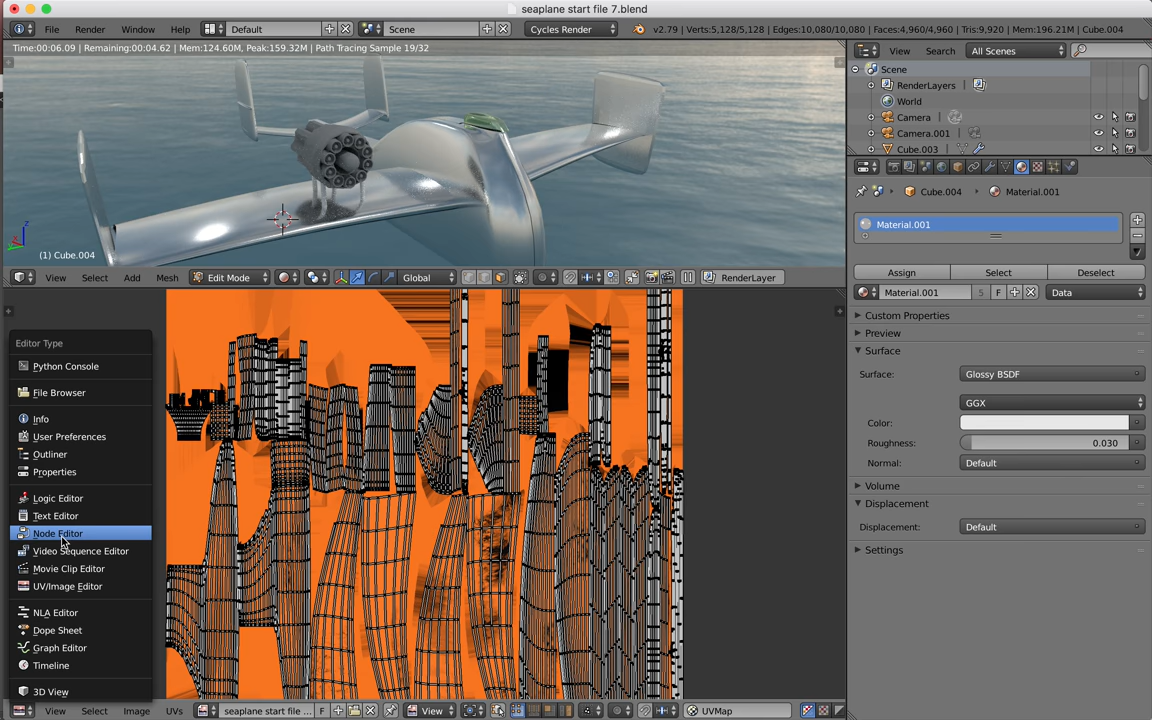 seaplane start file 7.blend
File Render Window Help Default Scene Cycles Render v2.79 | Verts:5,128/5,128 | Edges:10,080/10,080 | Faces:4,960/4,960 | Tris:9,920 | Mem:196.21M | Cube.004
Time:00:06.09 | Remaining:00:04.62 | Mem:124.60M, Peak:159.32M | Path Tracing Sample 19/32
View Search All Scenes
Scene
RenderLayers
World
Camera
Camera.001
Cube.003
Cube.004 Material.001
Material.001
Assign Select Deselect
Material.001 5 F Data
Custom Properties
Preview
Surface
Surface: Glossy BSDF
GGX
Color:
Roughness: 0.030
Normal: Default
Volume
Displacement
Displacement: Default
Settings
z
(1) Cube.004
View Select Add Mesh Edit Mode Global RenderLayer
Editor Type
Python Console
File Browser
Info
User Preferences
Outliner
Properties
Logic Editor
Text Editor
Node Editor
Video Sequence Editor
Movie Clip Editor
UV/Image Editor
NLA Editor
Dope Sheet
Graph Editor
Timeline
3D View
View Select Image UVs seaplane start file ... F View UVMap